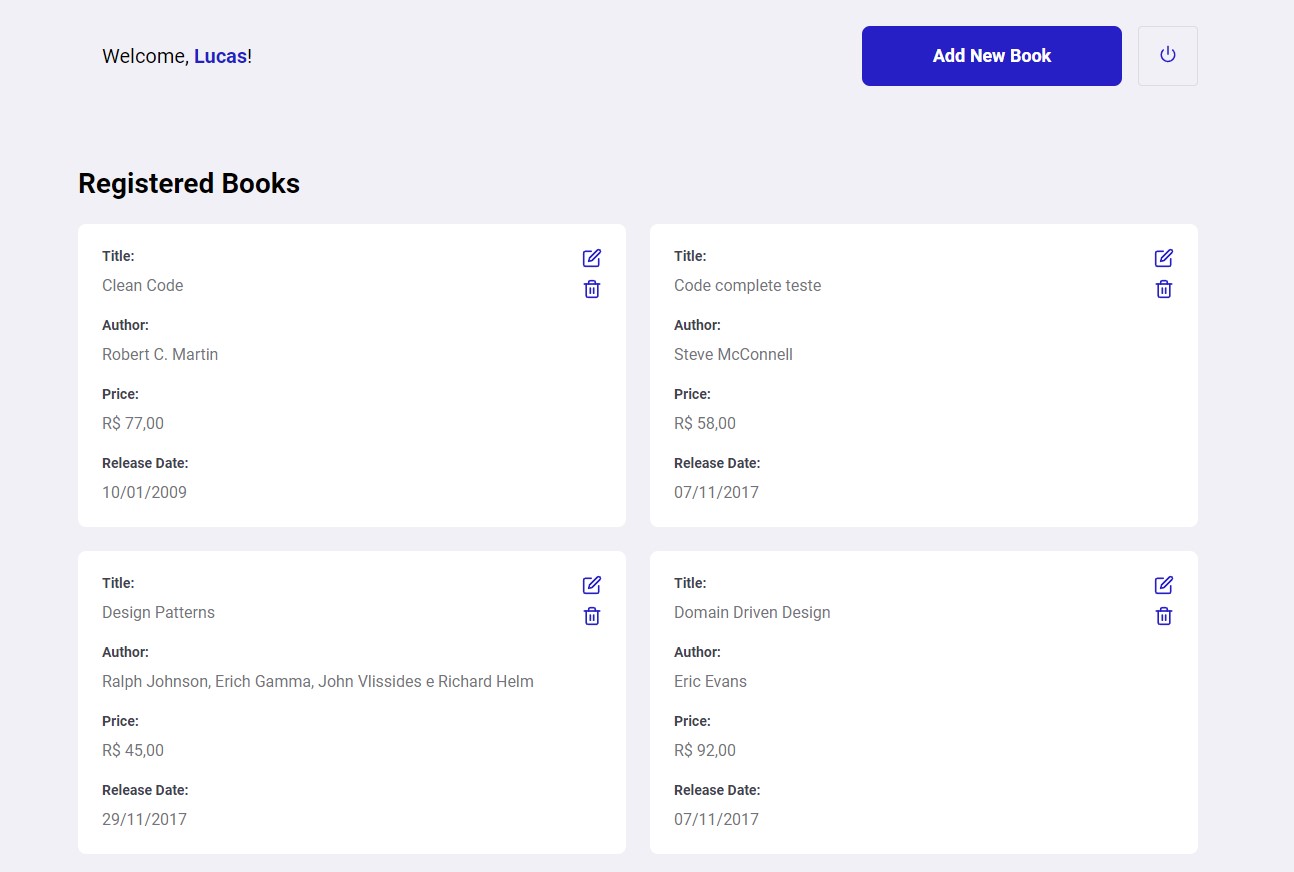 Welcome, Lucas!
Add New Book
Registered Books
Title:
Clean Code
Author:
Robert C. Martin
Price:
R$ 77,00
Release Date:
10/01/2009
Title:
Code complete teste
Author:
Steve McConnell
Price:
R$ 58,00
Release Date:
07/11/2017
Title:
Design Patterns
Author:
Ralph Johnson, Erich Gamma, John Vlissides e Richard Helm
Price:
R$ 45,00
Release Date:
29/11/2017
Title:
Domain Driven Design
Author:
Eric Evans
Price:
R$ 92,00
Release Date:
07/11/2017